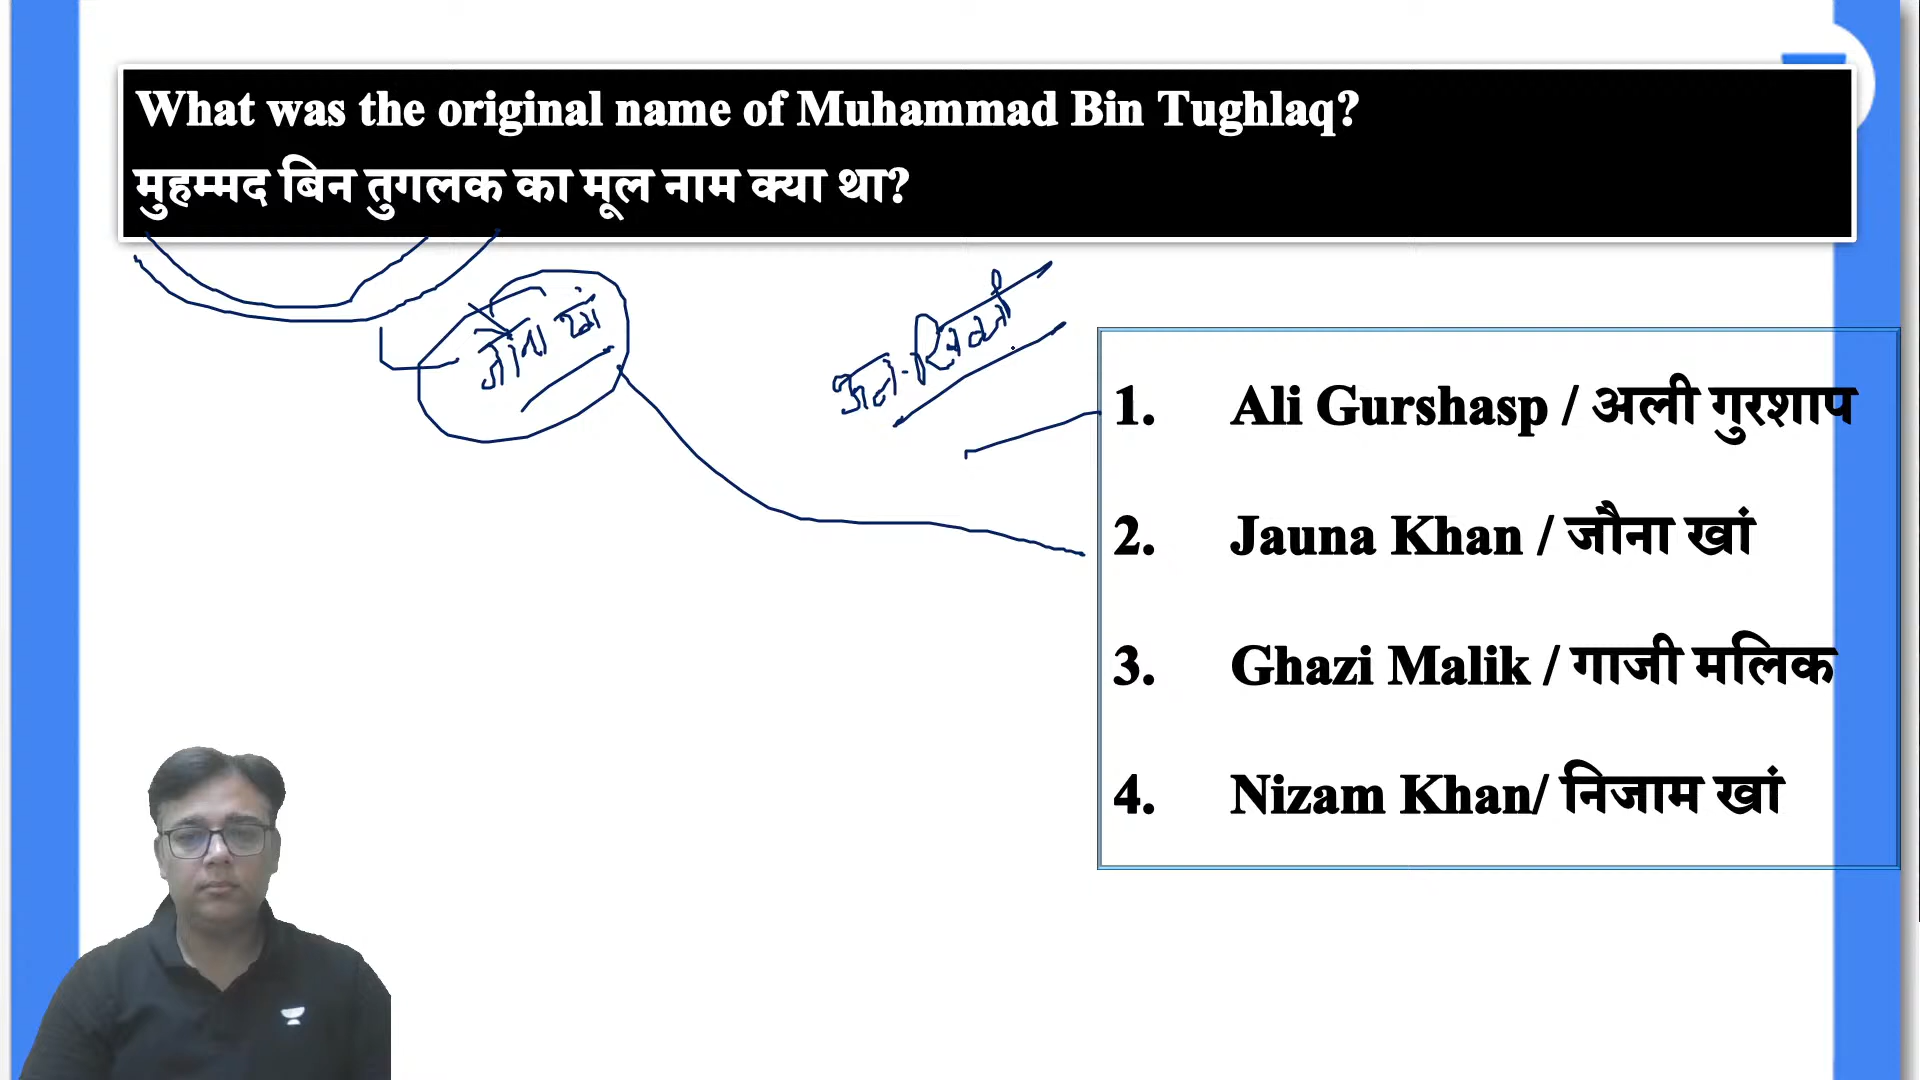 What was the original name of Muhammad Bin Tughlaq?
मुहम्मद बिन तुगलक का मूल नाम क्या था?
जौना खां
1. Ali Gurshasp / अली गुरशाप
2. Jauna Khan / जौना खां
3. Ghazi Malik / गाजी मलिक
4. Nizam Khan/ निजाम खां